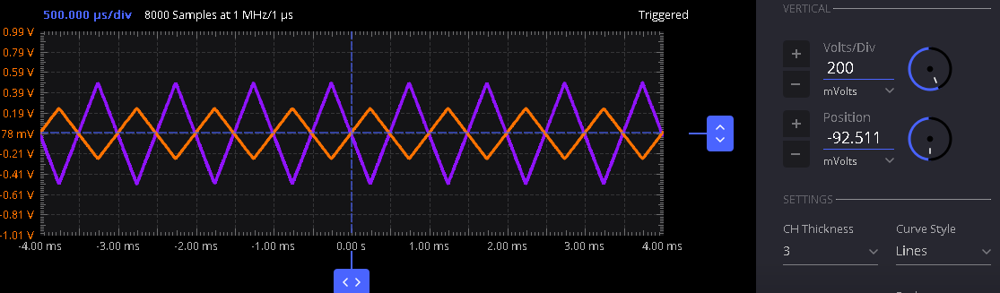 500.000 µs/div 8000 Samples at 1 MHz/1 µs Triggered
0.99 V
0.79 V
0.59 V
0.39 V
0.19 V
78 mV
-0.21 V
-0.41 V
-0.61 V
-0.81 V
-1.01 V
-4.00 ms -3.00 ms -2.00 ms -1.00 ms 0.00 s 1.00 ms 2.00 ms 3.00 ms 4.00 ms
VERTICAL
Volts/Div
200
mVolts
Position
-92.511
mVolts
SETTINGS
CH Thickness Curve Style
3 Lines